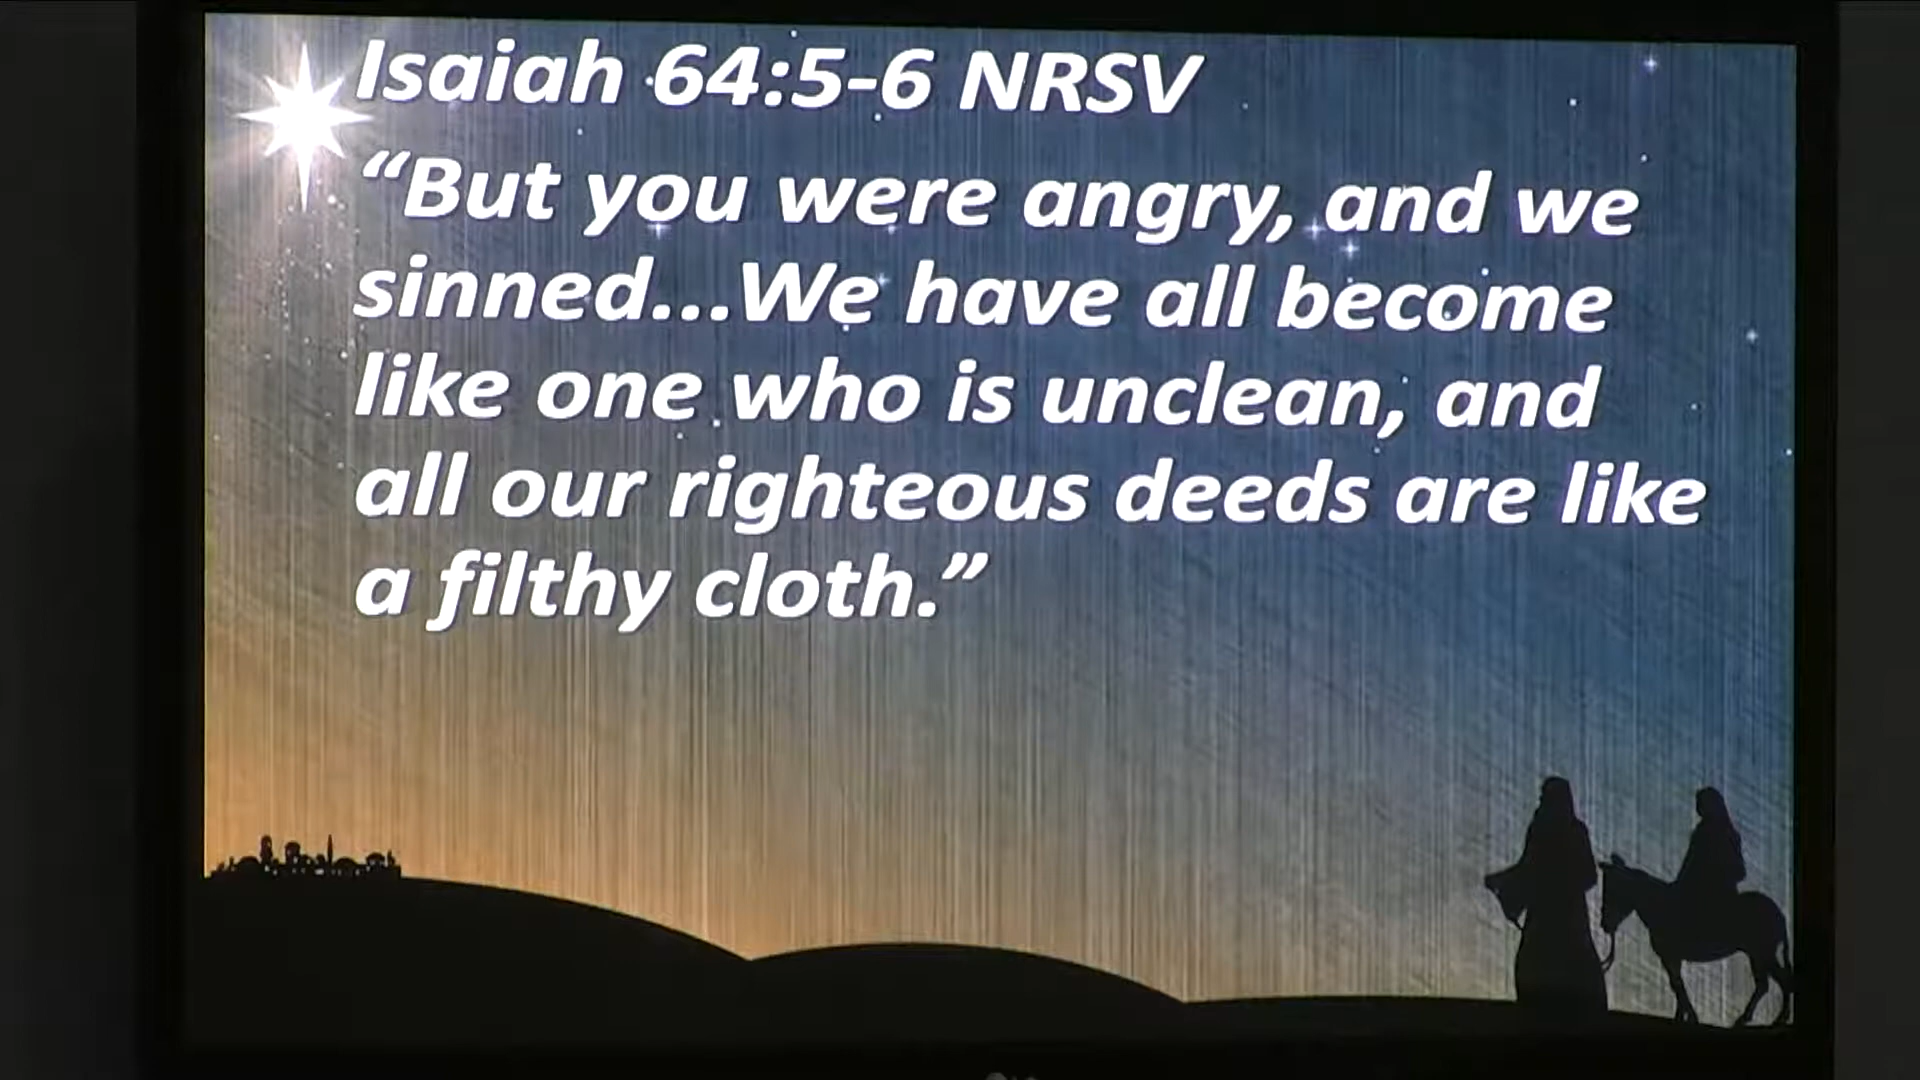 Isaiah 64:5-6 NRSV
“But you were angry, and we
sinned...We have all become
like one who is unclean, and
all our righteous deeds are like
a filthy cloth.”